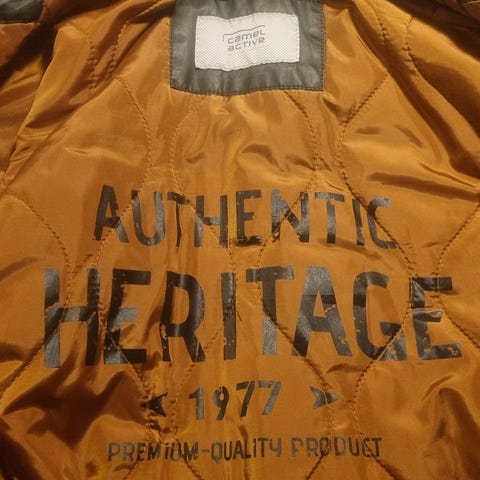 camel
active
AUTHENTIC
HERITAGE
1977
PREMIUM-QUALITY PRODUCT